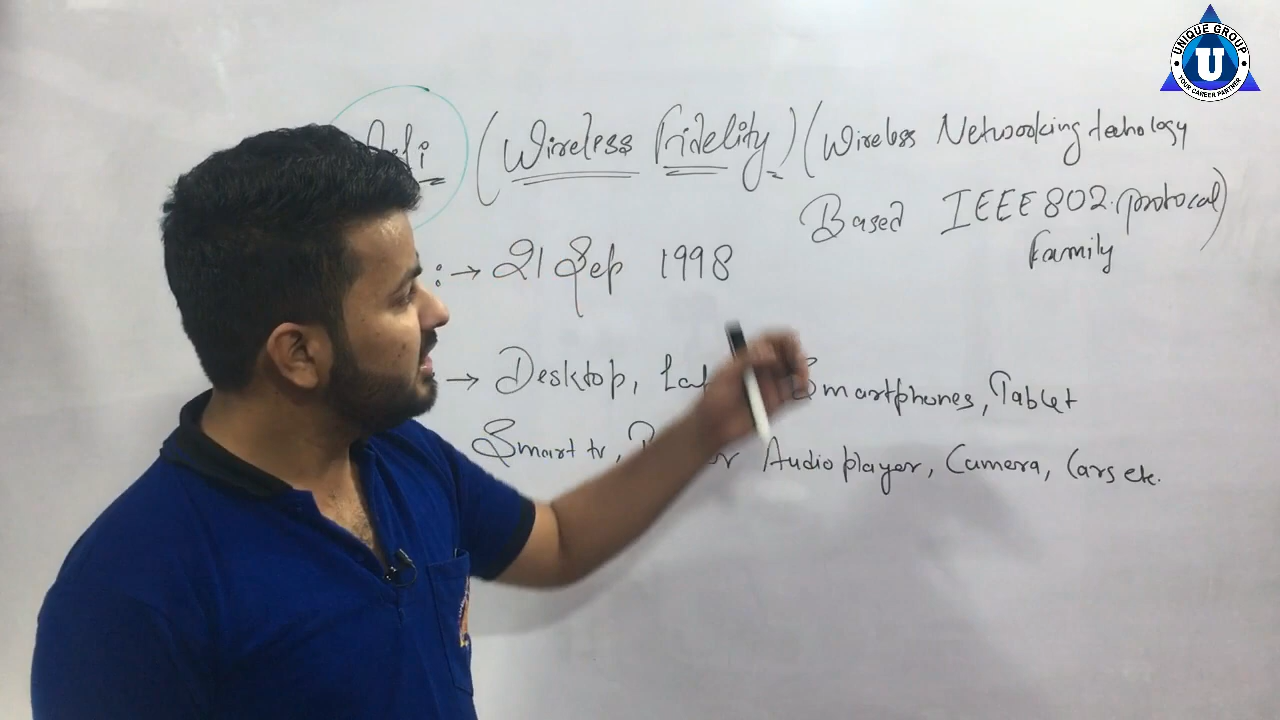 UNIQUE GROUP
U
YOUR CAREER PARTNER
(Wireless Fidelity) (Wireless Networking technology
Based IEEE 802. protocal)
Family
:→ 21 Sep 1998
→ Desktop, Smartphones, Tablet
Smart tv, Audio player, Camera, Cars etc.